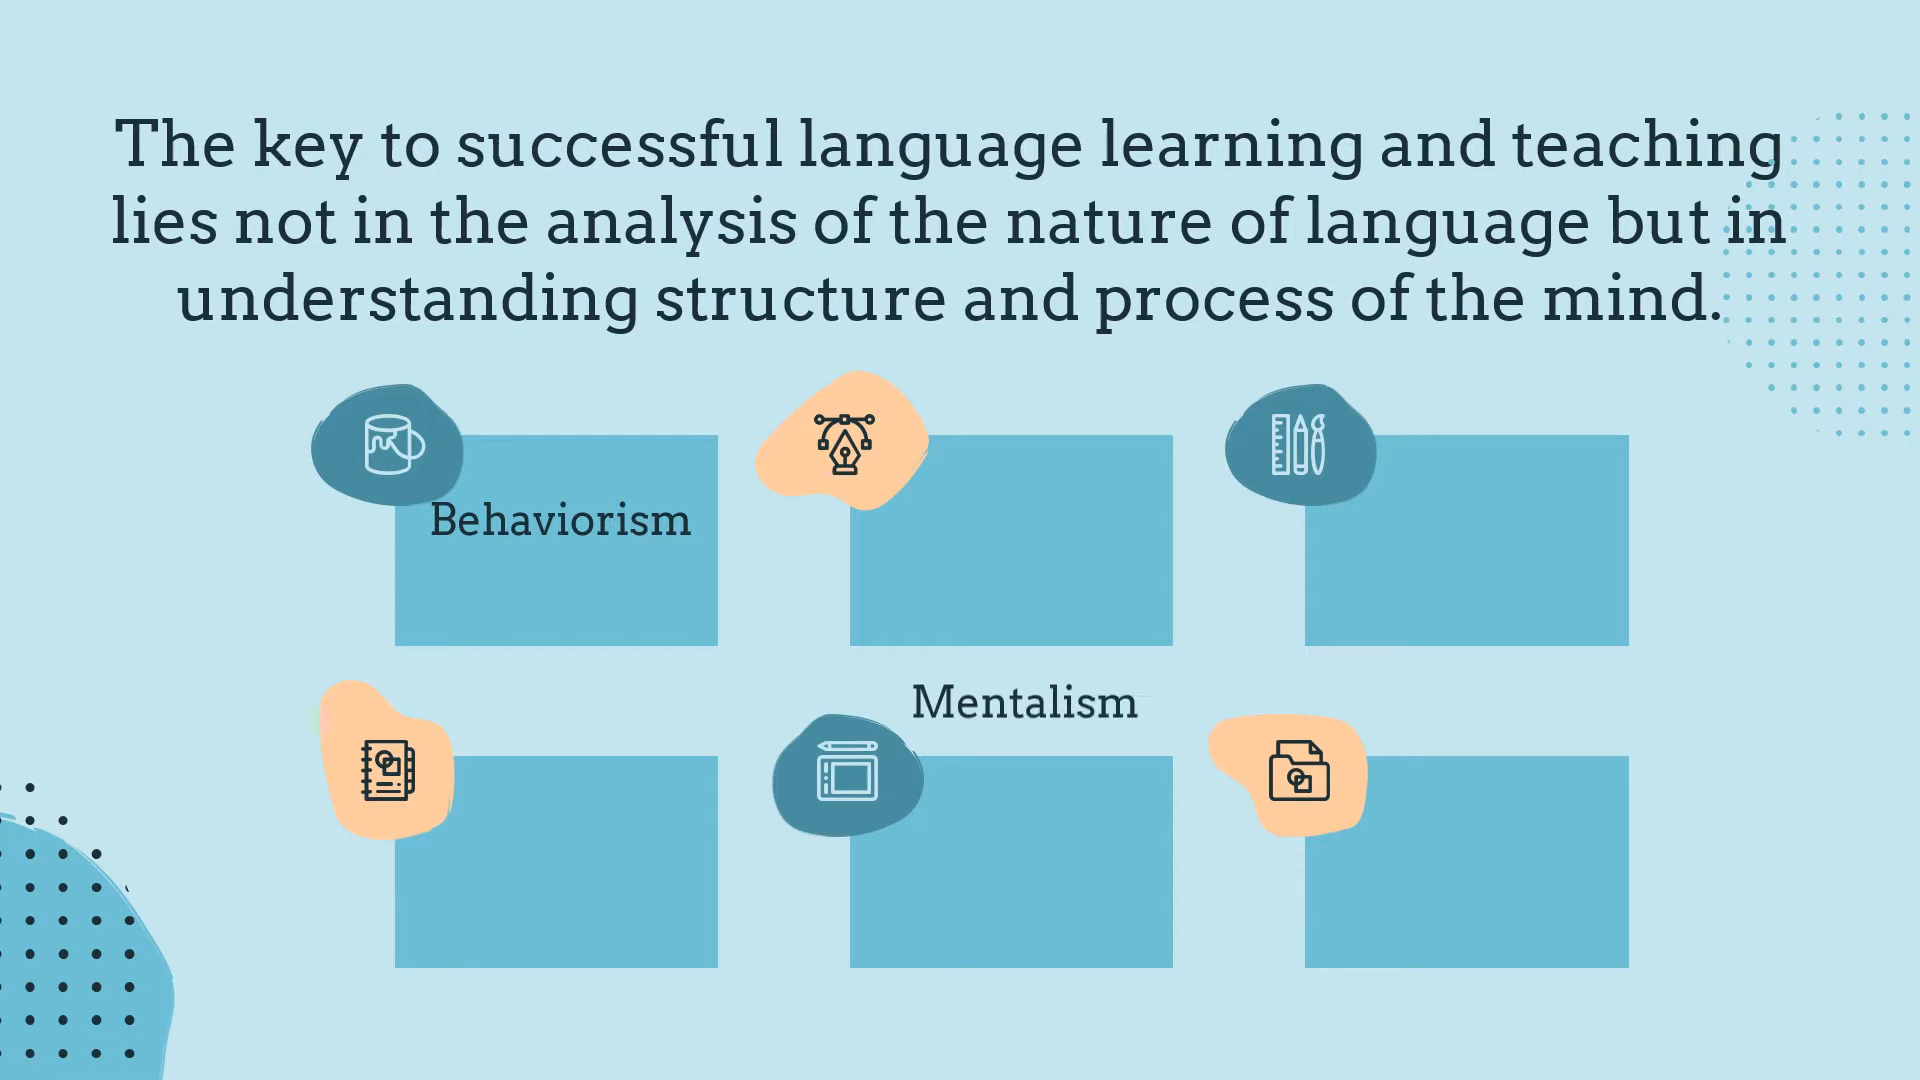 The key to successful language learning and teaching
lies not in the analysis of the nature of language but in
understanding structure and process of the mind.
Behaviorism
Mentalism